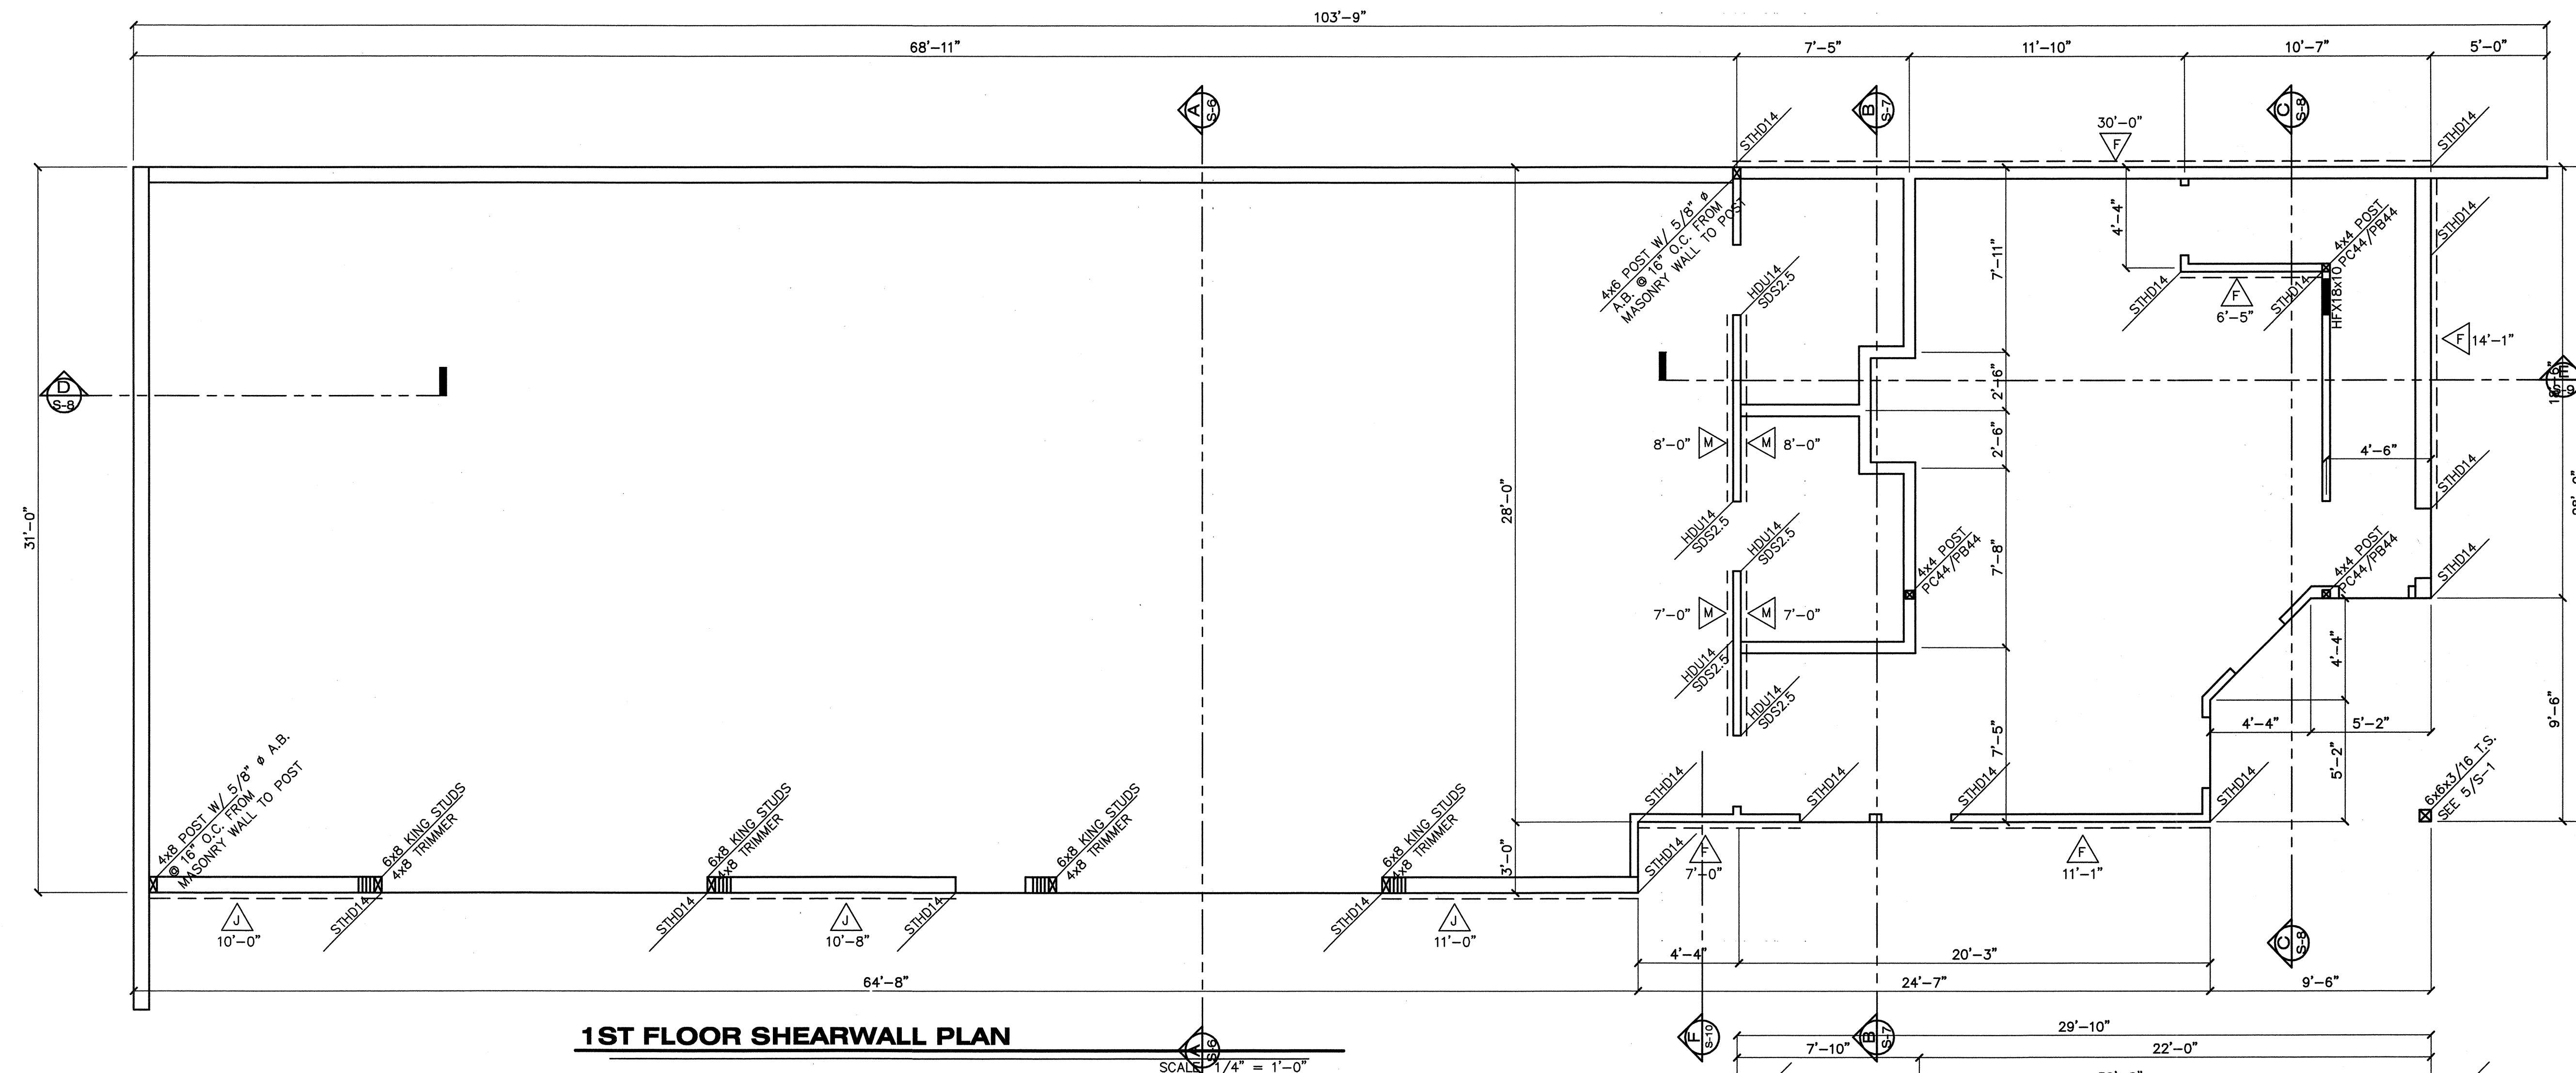 103'-9"
68'-11"
7'-5"
11'-10"
10'-7"
5'-0"
A
S-6
B
S-7
C
S-8
STHD14
30'-0"
F
STHD14
4x6 POST W/ 5/8" ø
A.B. @ 16" O.C. FROM
MASONRY WALL TO POST
4'-4"
4x4 POST
PC44/PB44
STHD14
7'-11"
HDU14
SDS2.5
STHD14
F
6'-5"
STHD14
HFX18x10
F
14'-1"
D
S-8
2'-6"
18'-6"
E
8'-0"
M
M
8'-0"
2'-6"
4'-6"
STHD14
31'-0"
28'-0"
HDU14
SDS2.5
HDU14
SDS2.5
4x4 POST
PC44/PB44
7'-8"
4x4 POST
PC44/PB44
STHD14
7'-0"
M
M
7'-0"
HDU14
SDS2.5
HDU14
SDS2.5
4'-4"
4'-4"
5'-2"
9'-6"
7'-5"
5'-2"
6x6x3/16 T.S.
SEE 5/S-1
4x8 POST W/ 5/8" ø A.B.
@ 16" O.C. FROM
MASONRY WALL TO POST
6x8 KING STUDS
4x8 TRIMMER
6x8 KING STUDS
4x8 TRIMMER
6x8 KING STUDS
4x8 TRIMMER
6x8 KING STUDS
4x8 TRIMMER
STHD14
STHD14
STHD14
STHD14
3'-0"
STHD14
F
7'-0"
F
11'-1"
J
10'-0"
STHD14
STHD14
J
10'-8"
STHD14
STHD14
J
11'-0"
C
S-8
4'-4"
20'-3"
64'-8"
24'-7"
9'-6"
1ST FLOOR SHEARWALL PLAN
SCALE 1/4" = 1'-0"
A
S-6
F
S-10
B
S-7
29'-10"
7'-10"
22'-0"